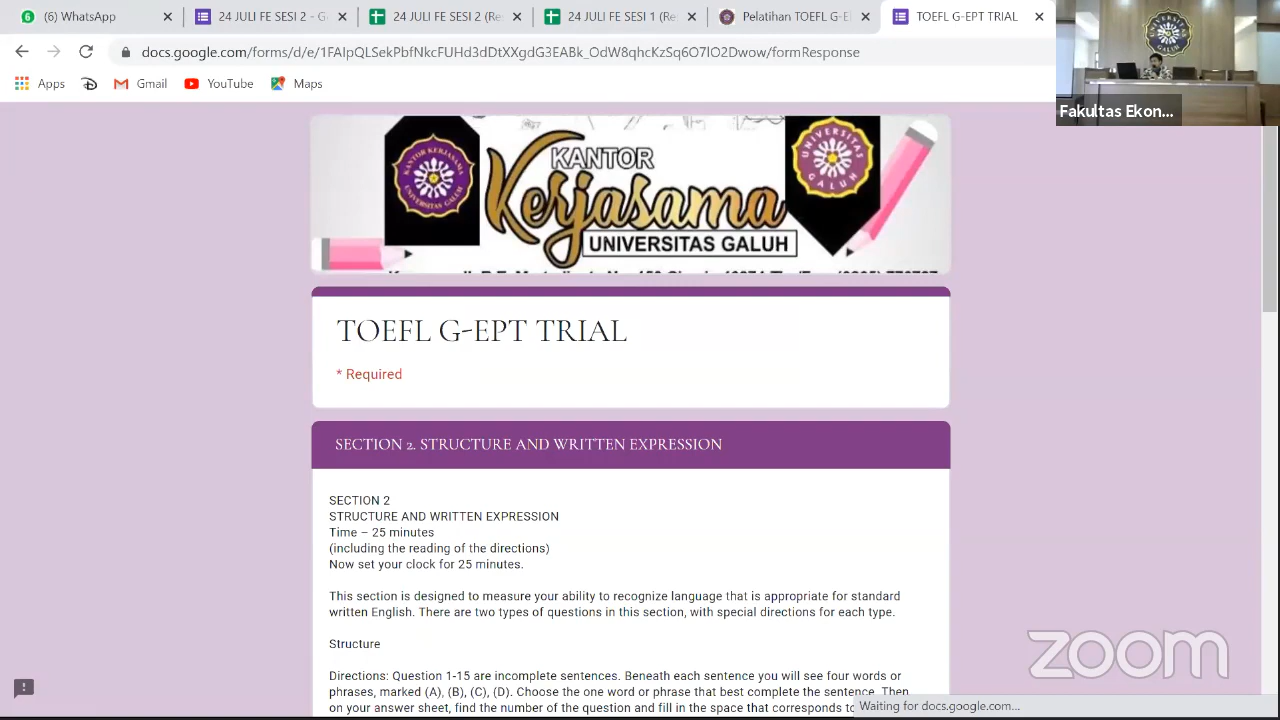 (6) WhatsApp
24 JULI FE SESI 2 - G
24 JULI FE SESI 2 (Re
24 JULI FE SESI 1 (Re
Pelatihan TOEFL G-E
TOEFL G-EPT TRIAL
Apps
Gmail
YouTube
Maps
Fakultas Ekon...
KANTOR KERJASAMA
UNIVERSITAS GALUH
KANTOR
Kerjasama
UNIVERSITAS GALUH
UNIVERSITAS
GALUH
TOEFL G-EPT TRIAL
* Required
SECTION 2. STRUCTURE AND WRITTEN EXPRESSION
SECTION 2
STRUCTURE AND WRITTEN EXPRESSION
Time – 25 minutes
(including the reading of the directions)
Now set your clock for 25 minutes.
This section is designed to measure your ability to recognize language that is appropriate for standard
written English. There are two types of questions in this section, with special directions for each type.
Structure
Directions: Question 1-15 are incomplete sentences. Beneath each sentence you will see four words or
phrases, marked (A), (B), (C), (D). Choose the one word or phrase that best complete the sentence. Then
on your answer sheet, find the number of the question and fill in the space that corresponds to
Waiting for docs.google.com...
zoom